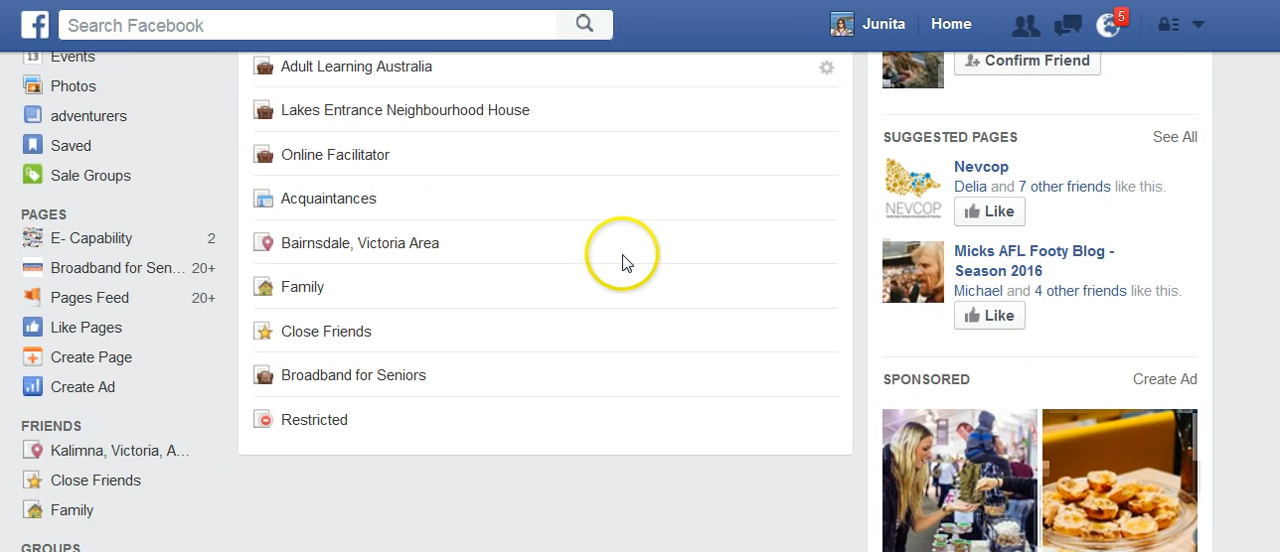 f
Search Facebook
Junita
Home
5
13 Events
Photos
adventurers
Saved
Sale Groups
PAGES
E- Capability 2
Broadband for Sen... 20+
Pages Feed 20+
Like Pages
Create Page
Create Ad
FRIENDS
Kalimna, Victoria, A...
Close Friends
Family
GROUPS
Adult Learning Australia
Lakes Entrance Neighbourhood House
Online Facilitator
Acquaintances
Bairnsdale, Victoria Area
Family
Close Friends
Broadband for Seniors
Restricted
Confirm Friend
SUGGESTED PAGES See All
NEVCOP
Nevcop
Delia and 7 other friends like this.
Like
Micks AFL Footy Blog -
Season 2016
Michael and 4 other friends like this.
Like
SPONSORED Create Ad